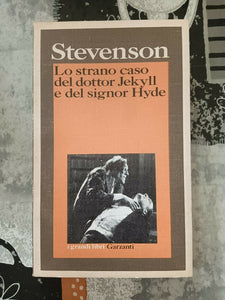 Stevenson
Lo strano caso
del dottor Jekyll
e del signor Hyde
i grandi libri Garzanti